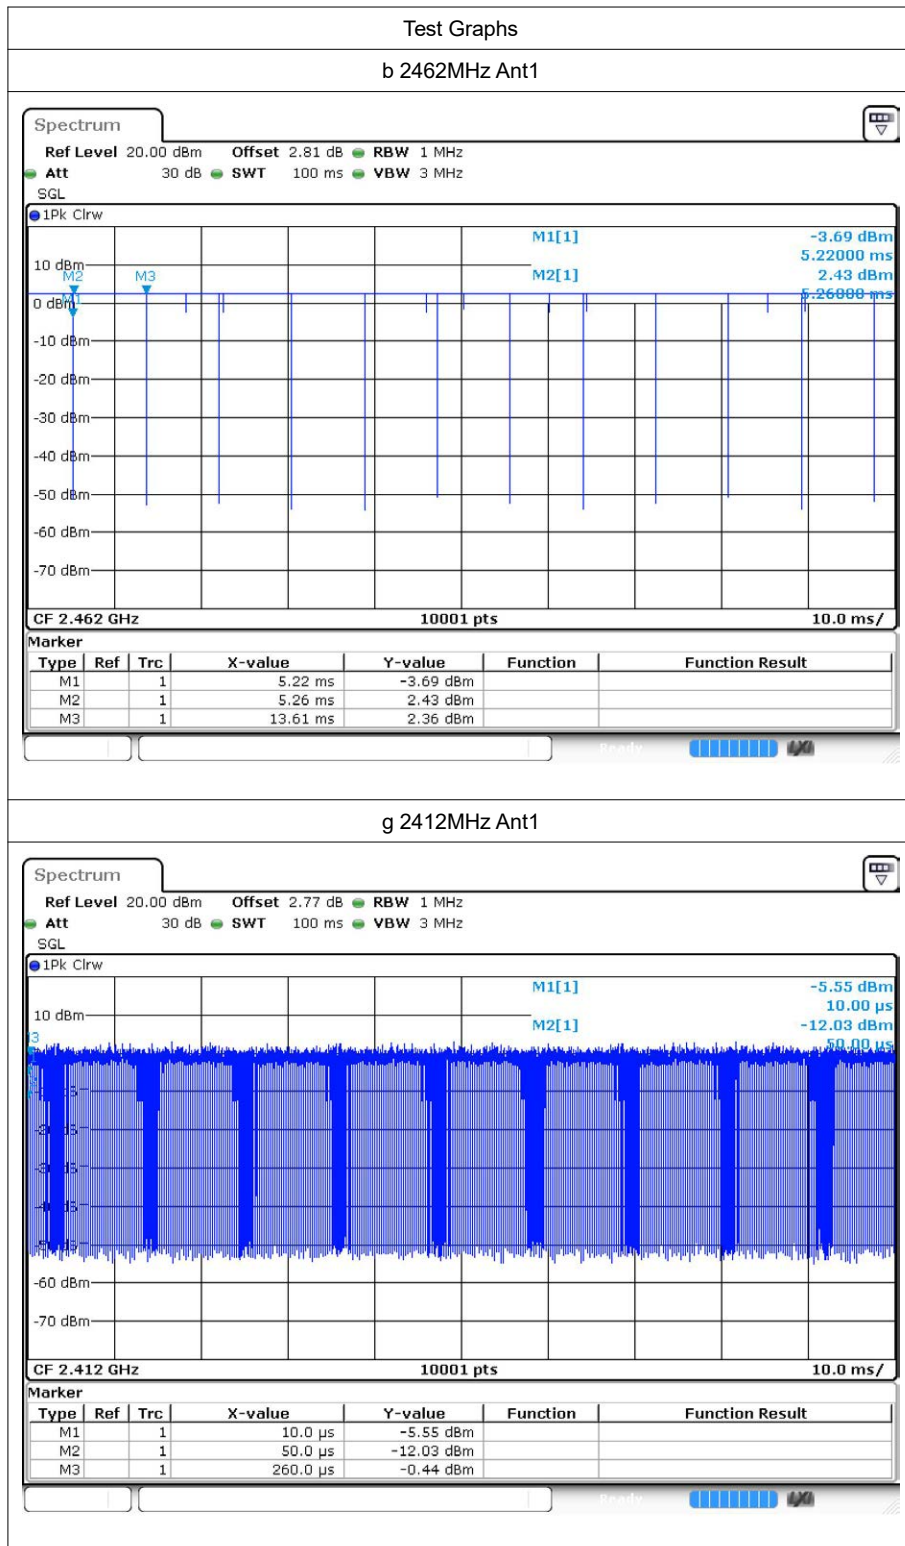 Test Graphs
b 2462MHz Ant1
Spectrum
Ref Level 20.00 dBm Offset 2.81 dB RBW 1 MHz
Att 30 dB SWT 100 ms VBW 3 MHz
SGL
1Pk Clrw
M1[1] -3.69 dBm
5.22000 ms
10 dBm
M2[1] 2.43 dBm
M2 M3
5.26000 ms
0 dBm
M1
-10 dBm
-20 dBm
-30 dBm
-40 dBm
-50 dBm
-60 dBm
-70 dBm
CF 2.462 GHz 10001 pts 10.0 ms/
Marker
Type Ref Trc X-value Y-value Function Function Result
M1 1 5.22 ms -3.69 dBm
M2 1 5.26 ms 2.43 dBm
M3 1 13.61 ms 2.36 dBm
Ready
g 2412MHz Ant1
Spectrum
Ref Level 20.00 dBm Offset 2.77 dB RBW 1 MHz
Att 30 dB SWT 100 ms VBW 3 MHz
SGL
1Pk Clrw
M1[1] -5.55 dBm
10.00 µs
10 dBm
M2[1] -12.03 dBm
50.00 µs
-60 dBm
-70 dBm
CF 2.412 GHz 10001 pts 10.0 ms/
Marker
Type Ref Trc X-value Y-value Function Function Result
M1 1 10.0 µs -5.55 dBm
M2 1 50.0 µs -12.03 dBm
M3 1 260.0 µs -0.44 dBm
Ready